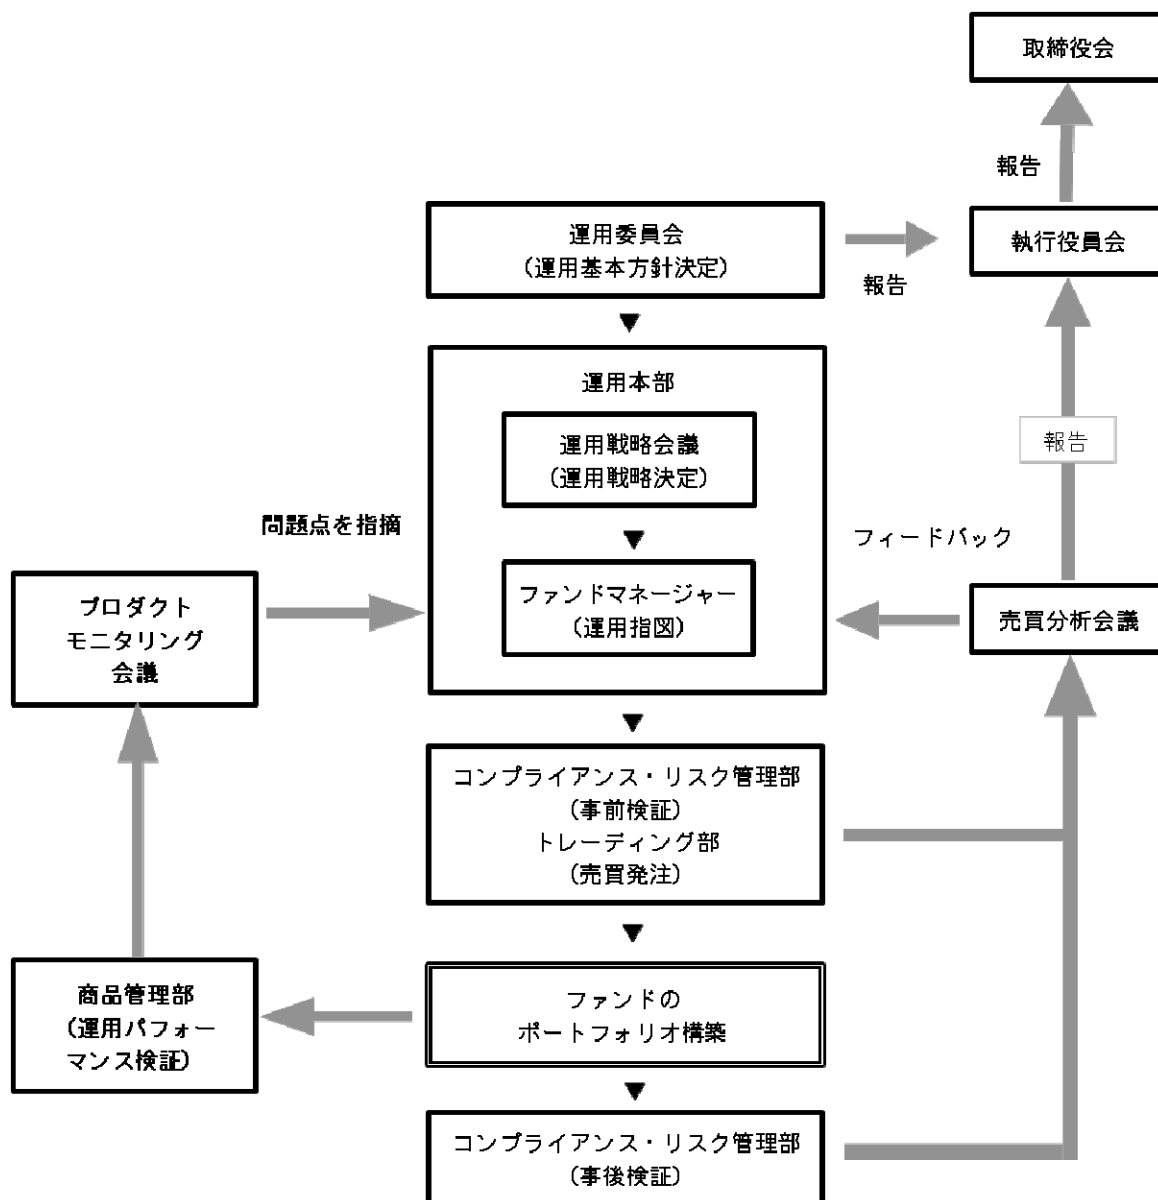 取締役会
報告
運用委員会
(運用基本方針決定)
執行役員会
報告
運用本部
運用戦略会議
(運用戦略決定)
報告
問題点を指摘
フィードバック
プロダクト
モニタリング
会議
ファンドマネージャー
(運用指図)
売買分析会議
コンプライアンス・リスク管理部
(事前検証)
トレーディング部
(売買発注)
商品管理部
(運用パフォー
マンス検証)
ファンドの
ポートフォリオ構築
コンプライアンス・リスク管理部
(事後検証)